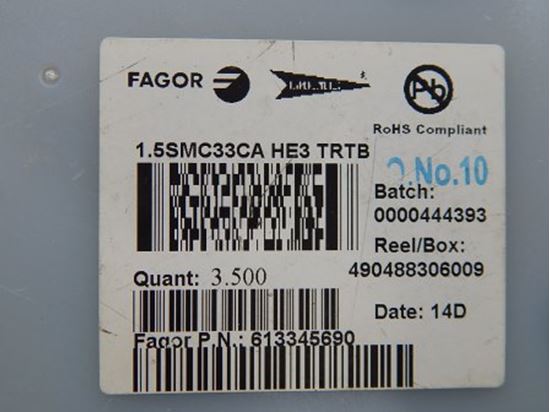 FAGOR
Pb
RoHS Compliant
1.5SMC33CA HE3 TRTB
.No.10
Batch:
0000444393
Reel/Box:
490488306009
Quant: 3.500
Date: 14D
Fagor P.N.: 613345690